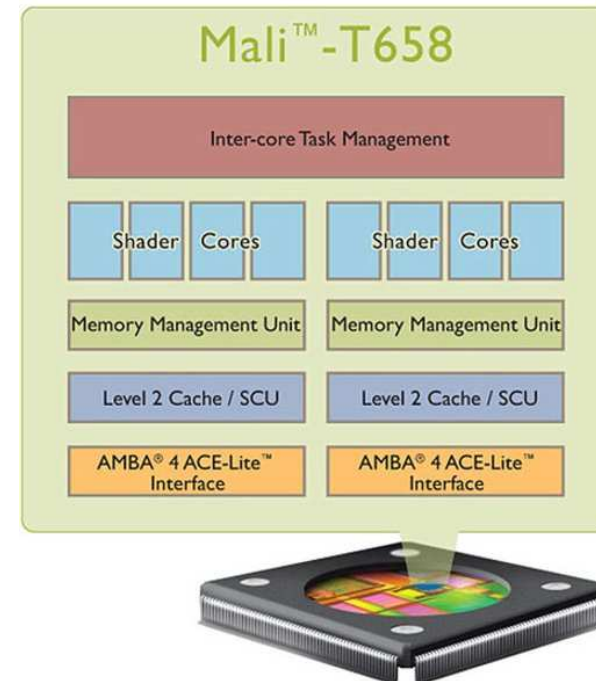 Mali™-T658
Inter-core Task Management
Shader Cores Shader Cores
Memory Management Unit Memory Management Unit
Level 2 Cache / SCU Level 2 Cache / SCU
AMBA® 4 ACE-Lite™ AMBA® 4 ACE-Lite™
Interface Interface